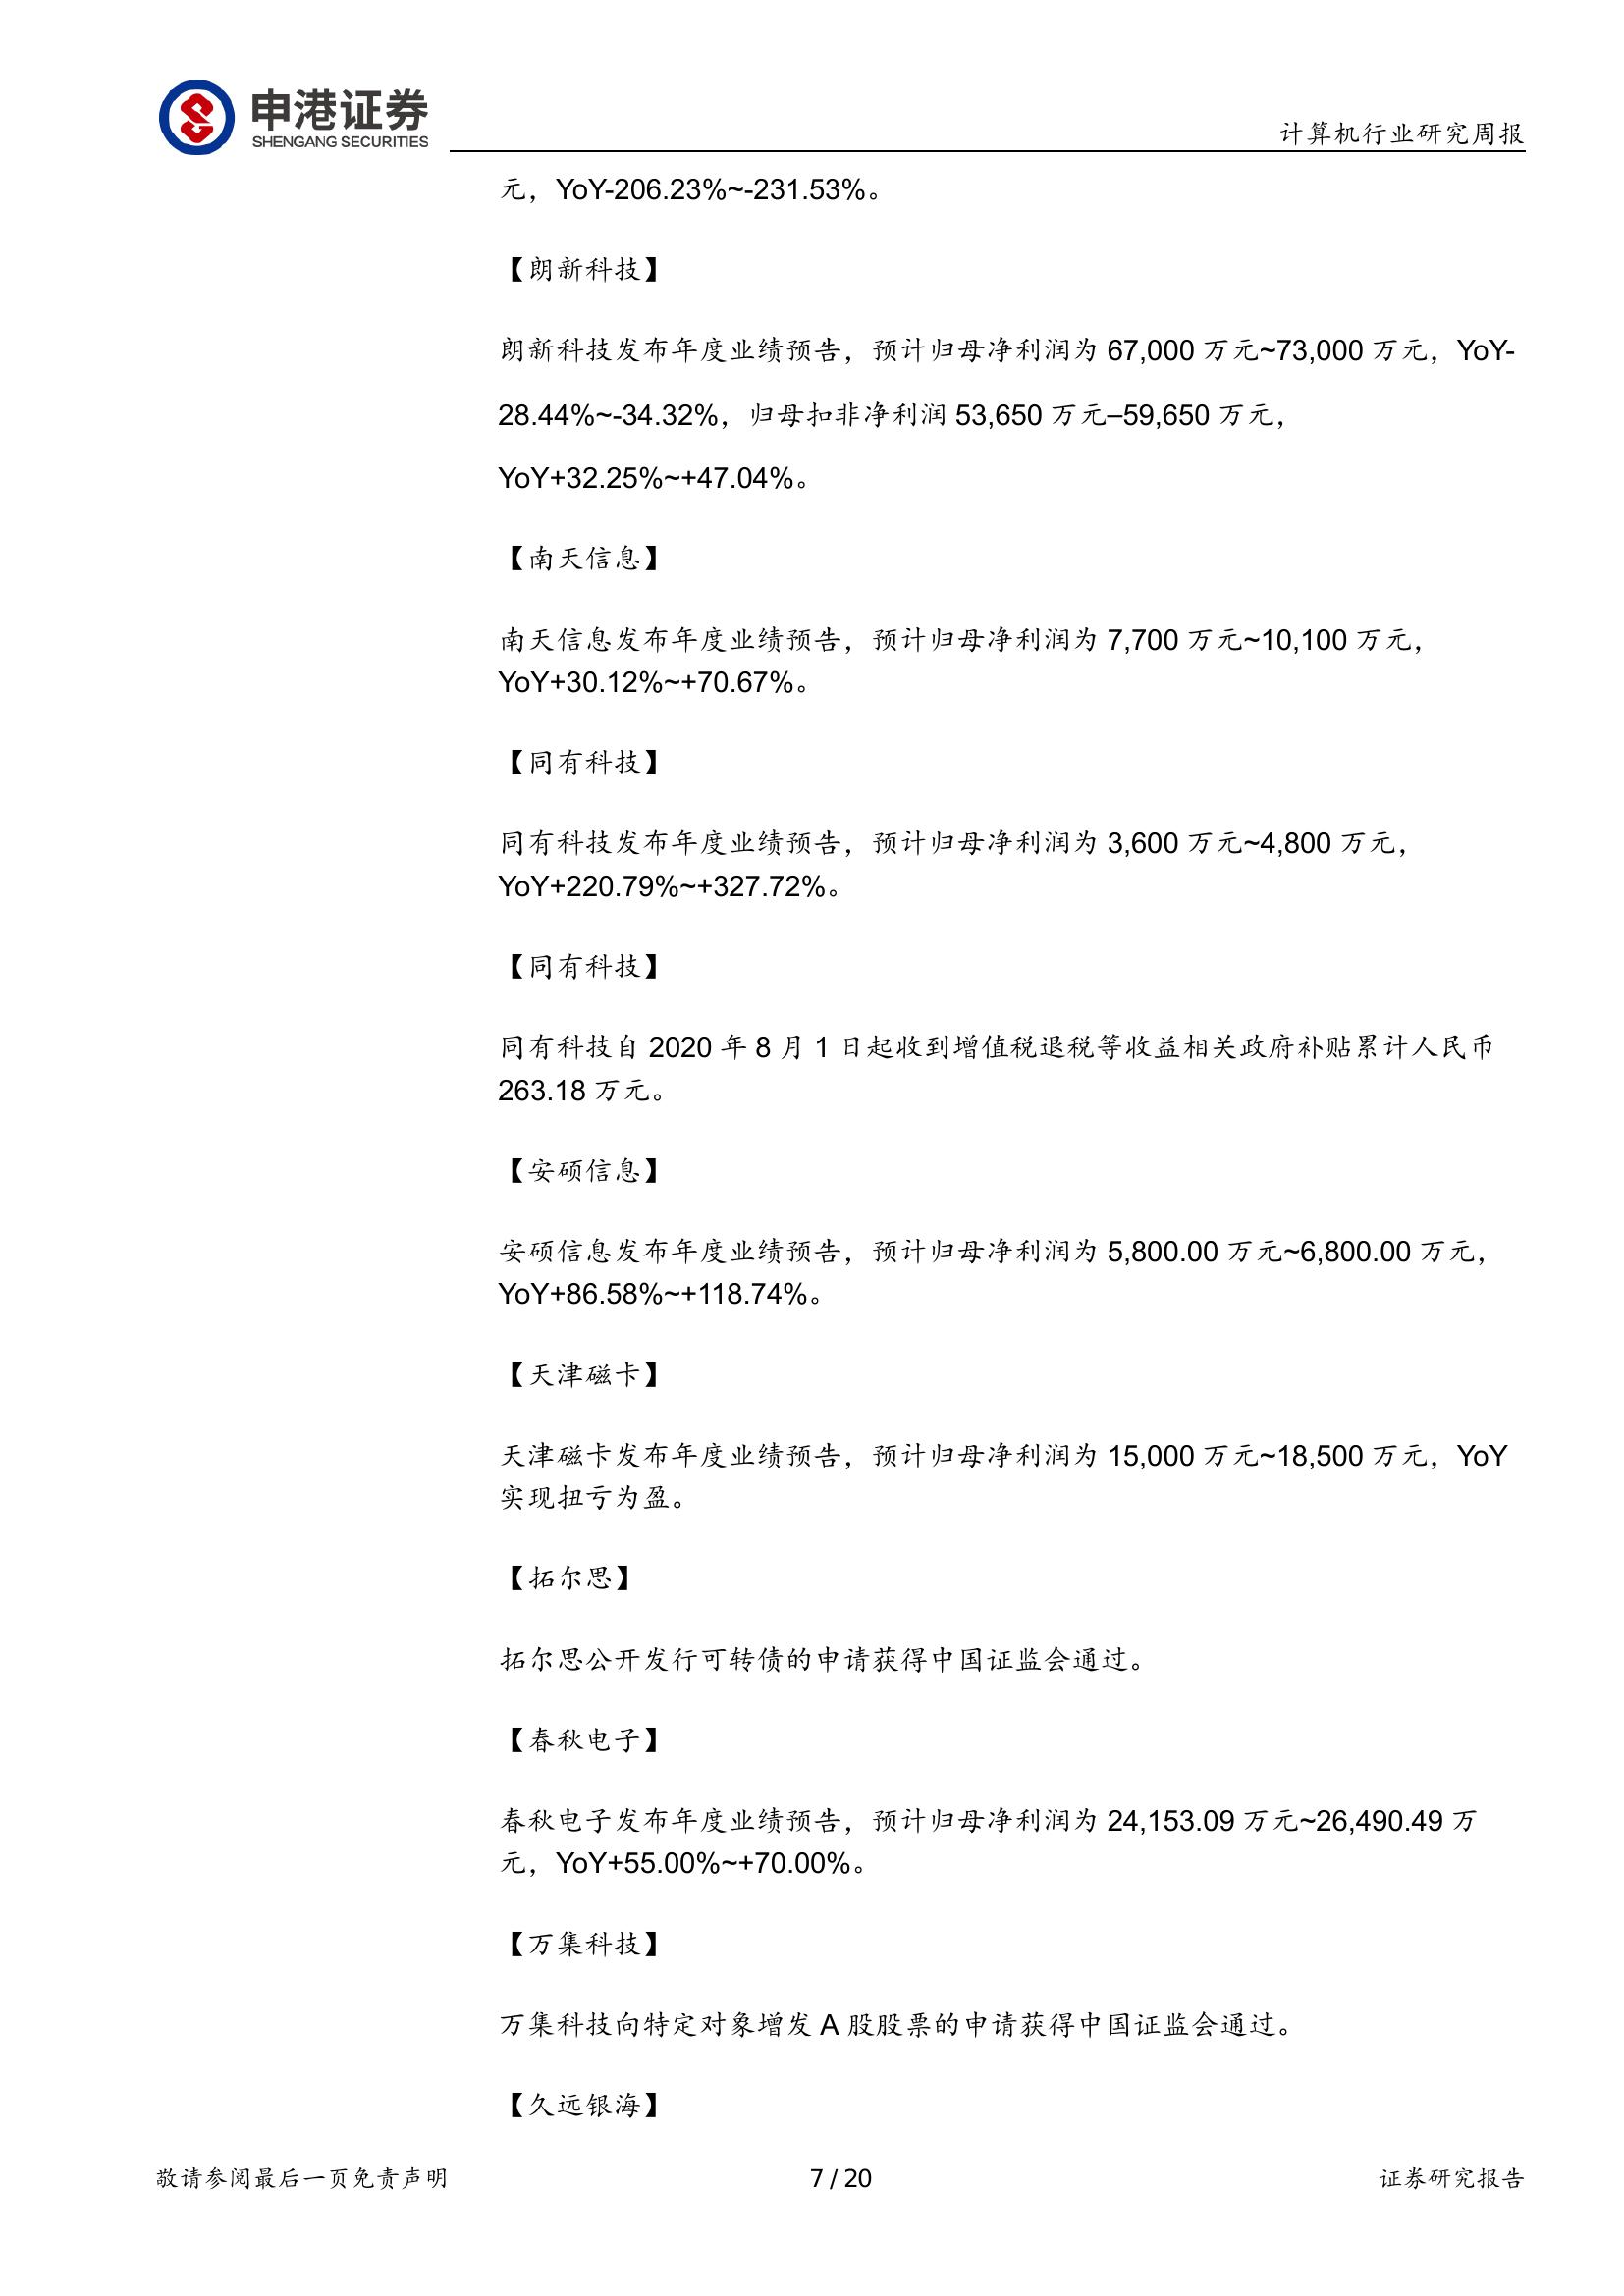 申港证券
SHENGANG SECURITIES
计算机行业研究周报
元，YoY-206.23%~-231.53%。
【朗新科技】
朗新科技发布年度业绩预告，预计归母净利润为 67,000 万元~73,000 万元，YoY-
28.44%~-34.32%，归母扣非净利润 53,650 万元–59,650 万元，
YoY+32.25%~+47.04%。
【南天信息】
南天信息发布年度业绩预告，预计归母净利润为 7,700 万元~10,100 万元，
YoY+30.12%~+70.67%。
【同有科技】
同有科技发布年度业绩预告，预计归母净利润为 3,600 万元~4,800 万元，
YoY+220.79%~+327.72%。
【同有科技】
同有科技自 2020 年 8 月 1 日起收到增值税退税等收益相关政府补贴累计人民币
263.18 万元。
【安硕信息】
安硕信息发布年度业绩预告，预计归母净利润为 5,800.00 万元~6,800.00 万元，
YoY+86.58%~+118.74%。
【天津磁卡】
天津磁卡发布年度业绩预告，预计归母净利润为 15,000 万元~18,500 万元，YoY
实现扭亏为盈。
【拓尔思】
拓尔思公开发行可转债的申请获得中国证监会通过。
【春秋电子】
春秋电子发布年度业绩预告，预计归母净利润为 24,153.09 万元~26,490.49 万
元，YoY+55.00%~+70.00%。
【万集科技】
万集科技向特定对象增发 A 股股票的申请获得中国证监会通过。
【久远银海】
敬请参阅最后一页免责声明
7 / 20
证券研究报告